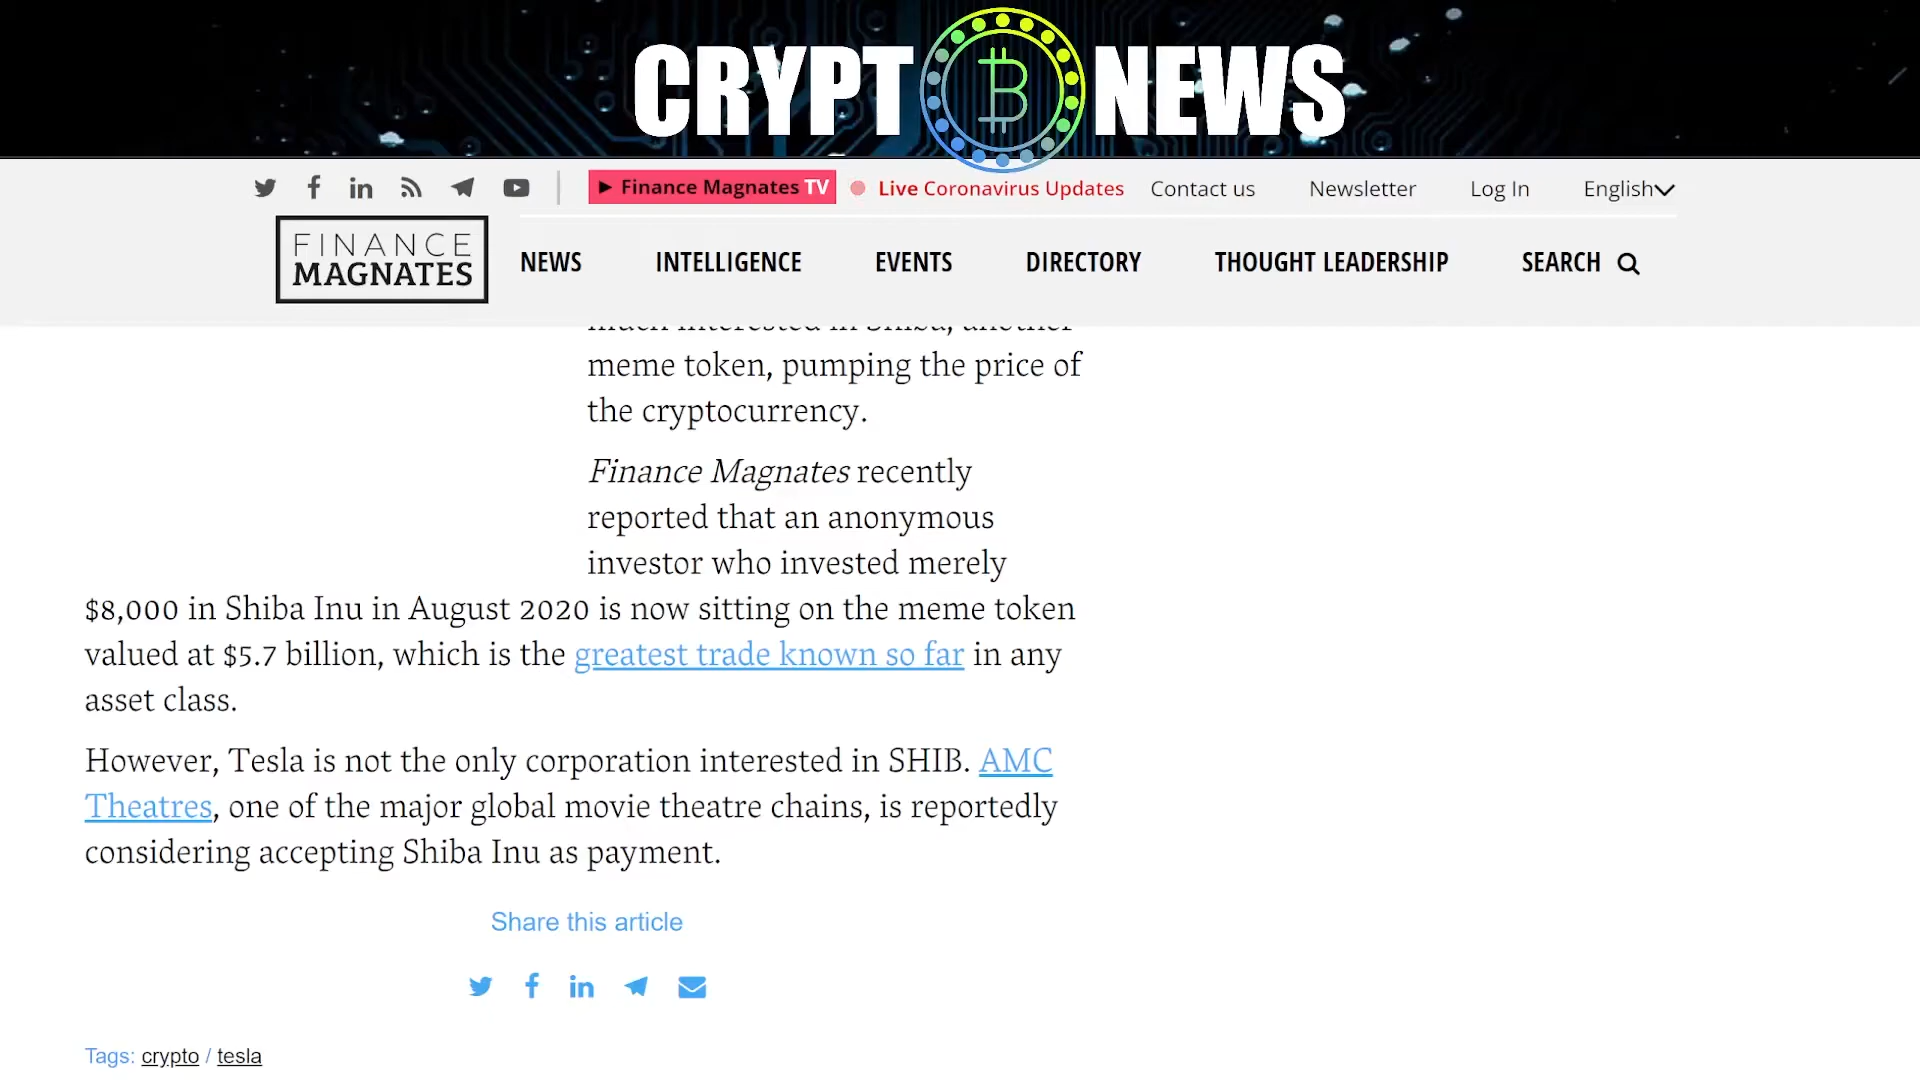 CRYPT NEWS
Finance Magnates TV
Live Coronavirus Updates
Contact us
Newsletter
Log In
English
FINANCE
MAGNATES
NEWS
INTELLIGENCE
EVENTS
DIRECTORY
THOUGHT LEADERSHIP
SEARCH
much interested in Shiba, another
meme token, pumping the price of
the cryptocurrency.
Finance Magnates recently
reported that an anonymous
investor who invested merely
$8,000 in Shiba Inu in August 2020 is now sitting on the meme token
valued at $5.7 billion, which is the greatest trade known so far in any
asset class.
However, Tesla is not the only corporation interested in SHIB. AMC
Theatres, one of the major global movie theatre chains, is reportedly
considering accepting Shiba Inu as payment.
Share this article
Tags: crypto / tesla